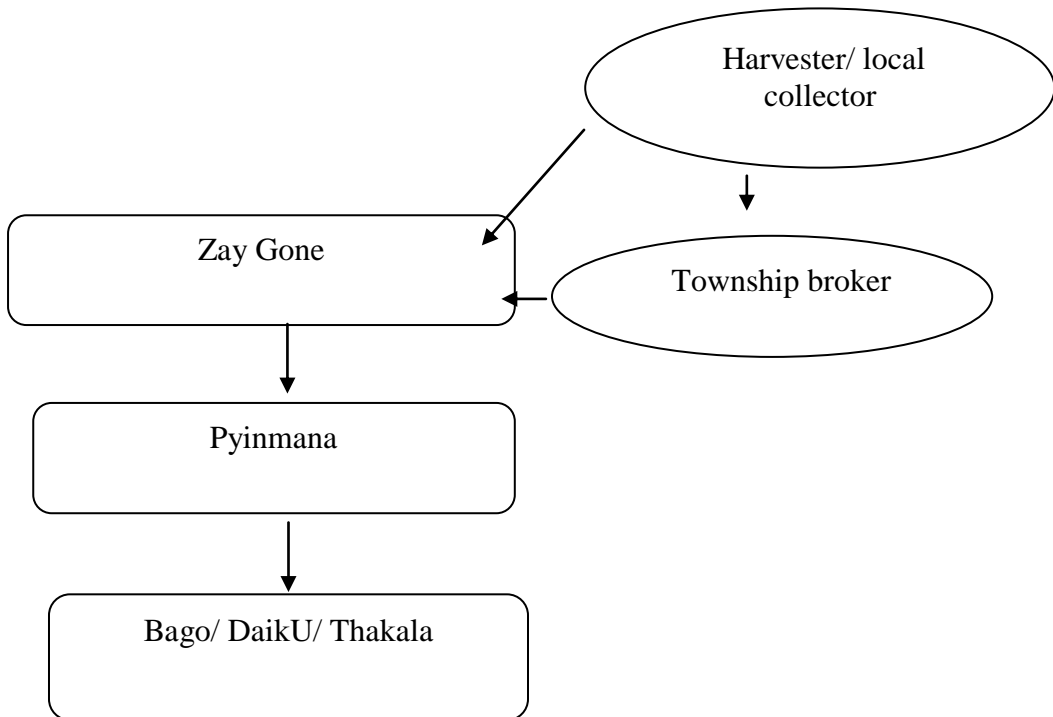 Harvester/ local
collector
Zay Gone
Township broker
Pyinmana
Bago/ DaikU/ Thakala